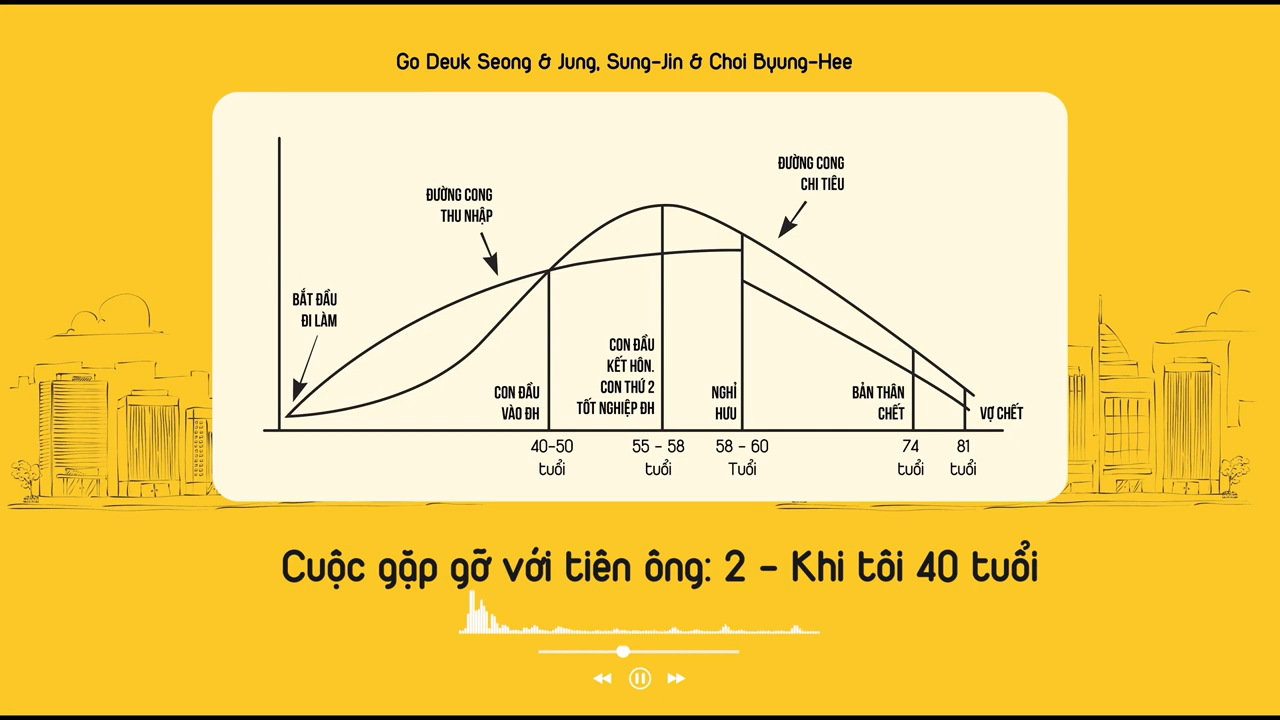 Go Deuk Seong & Jung, Sung-Jin & Choi Byung-Hee
ĐƯỜNG CONG
CHI TIÊU
ĐƯỜNG CONG
THU NHẬP
BẮT ĐẦU
ĐI LÀM
CON ĐẦU
VÀO ĐH
CON ĐẦU
KẾT HÔN.
CON THỨ 2
TỐT NGHIỆP ĐH
NGHỈ
HƯU
BẢN THÂN
CHẾT
VỢ CHẾT
40-50
tuổi
55 - 58
tuổi
58 - 60
Tuổi
74
tuổi
81
tuổi
Cuộc gặp gỡ với tiên ông: 2 - Khi tôi 40 tuổi